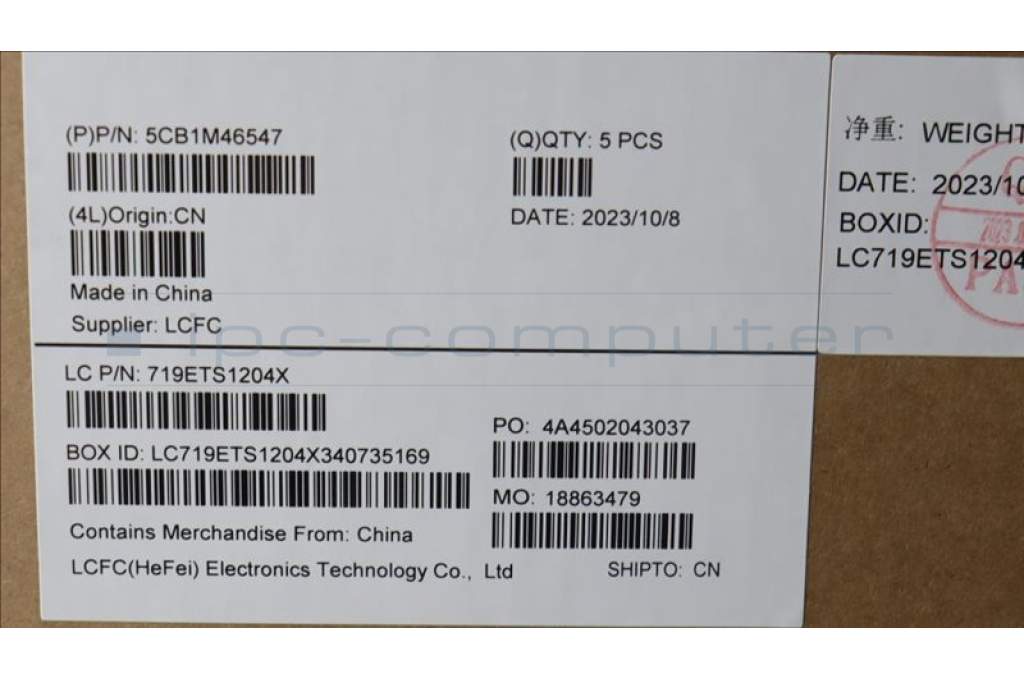 (P)P/N: 5CB1M46547
(Q)QTY: 5 PCS
(4L)Origin:CN
DATE: 2023/10/8
Made in China
Supplier: LCFC
LC P/N: 719ETS1204X
PO: 4A4502043037
BOX ID: LC719ETS1204X340735169
MO: 18863479
Contains Merchandise From: China
LCFC(HeFei) Electronics Technology Co., Ltd
SHIPTO: CN
净重: WEIGHT
DATE: 2023/10
BOXID:
LC719ETS1204
ipc-computer